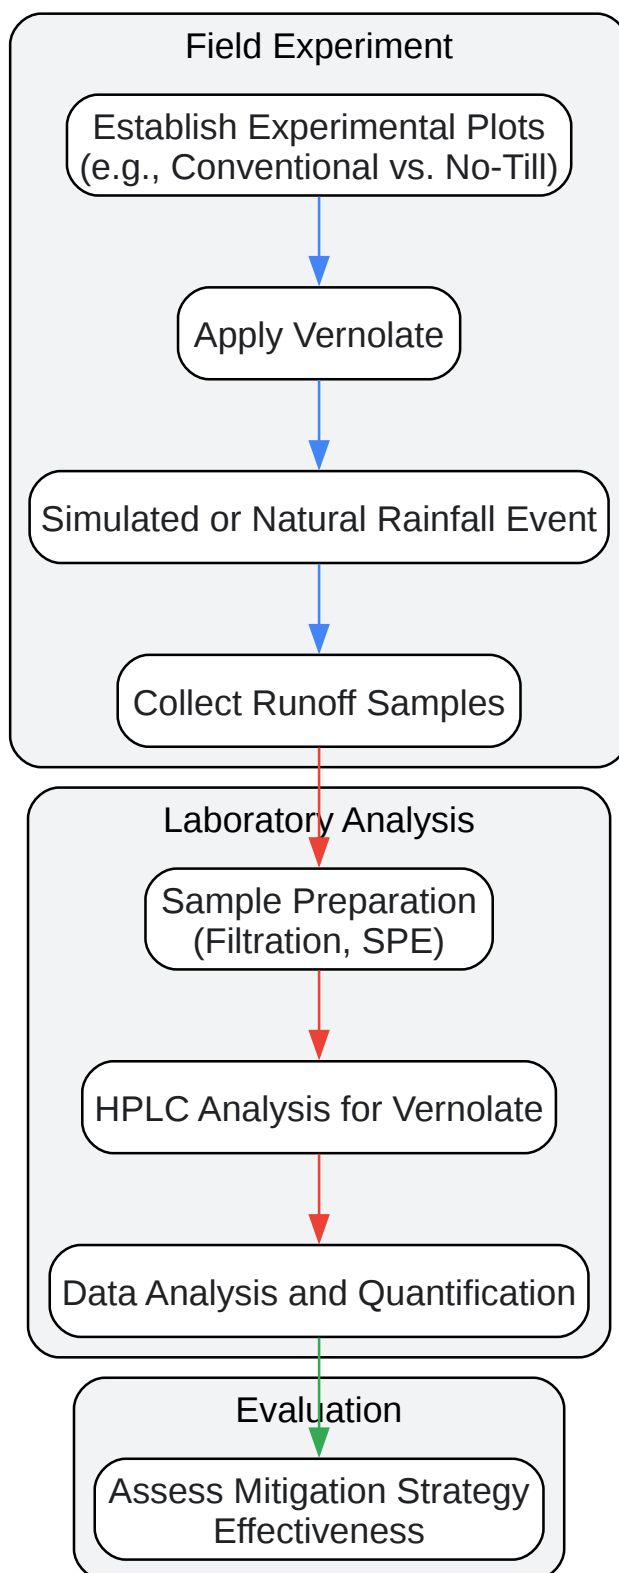 Field Experiment
Establish Experimental Plots
(e.g., Conventional vs. No-Till)
Apply Vernolate
Simulated or Natural Rainfall Event
Collect Runoff Samples
Laboratory Analysis
Sample Preparation
(Filtration, SPE)
HPLC Analysis for Vernolate
Data Analysis and Quantification
Evaluation
Assess Mitigation Strategy
Effectiveness